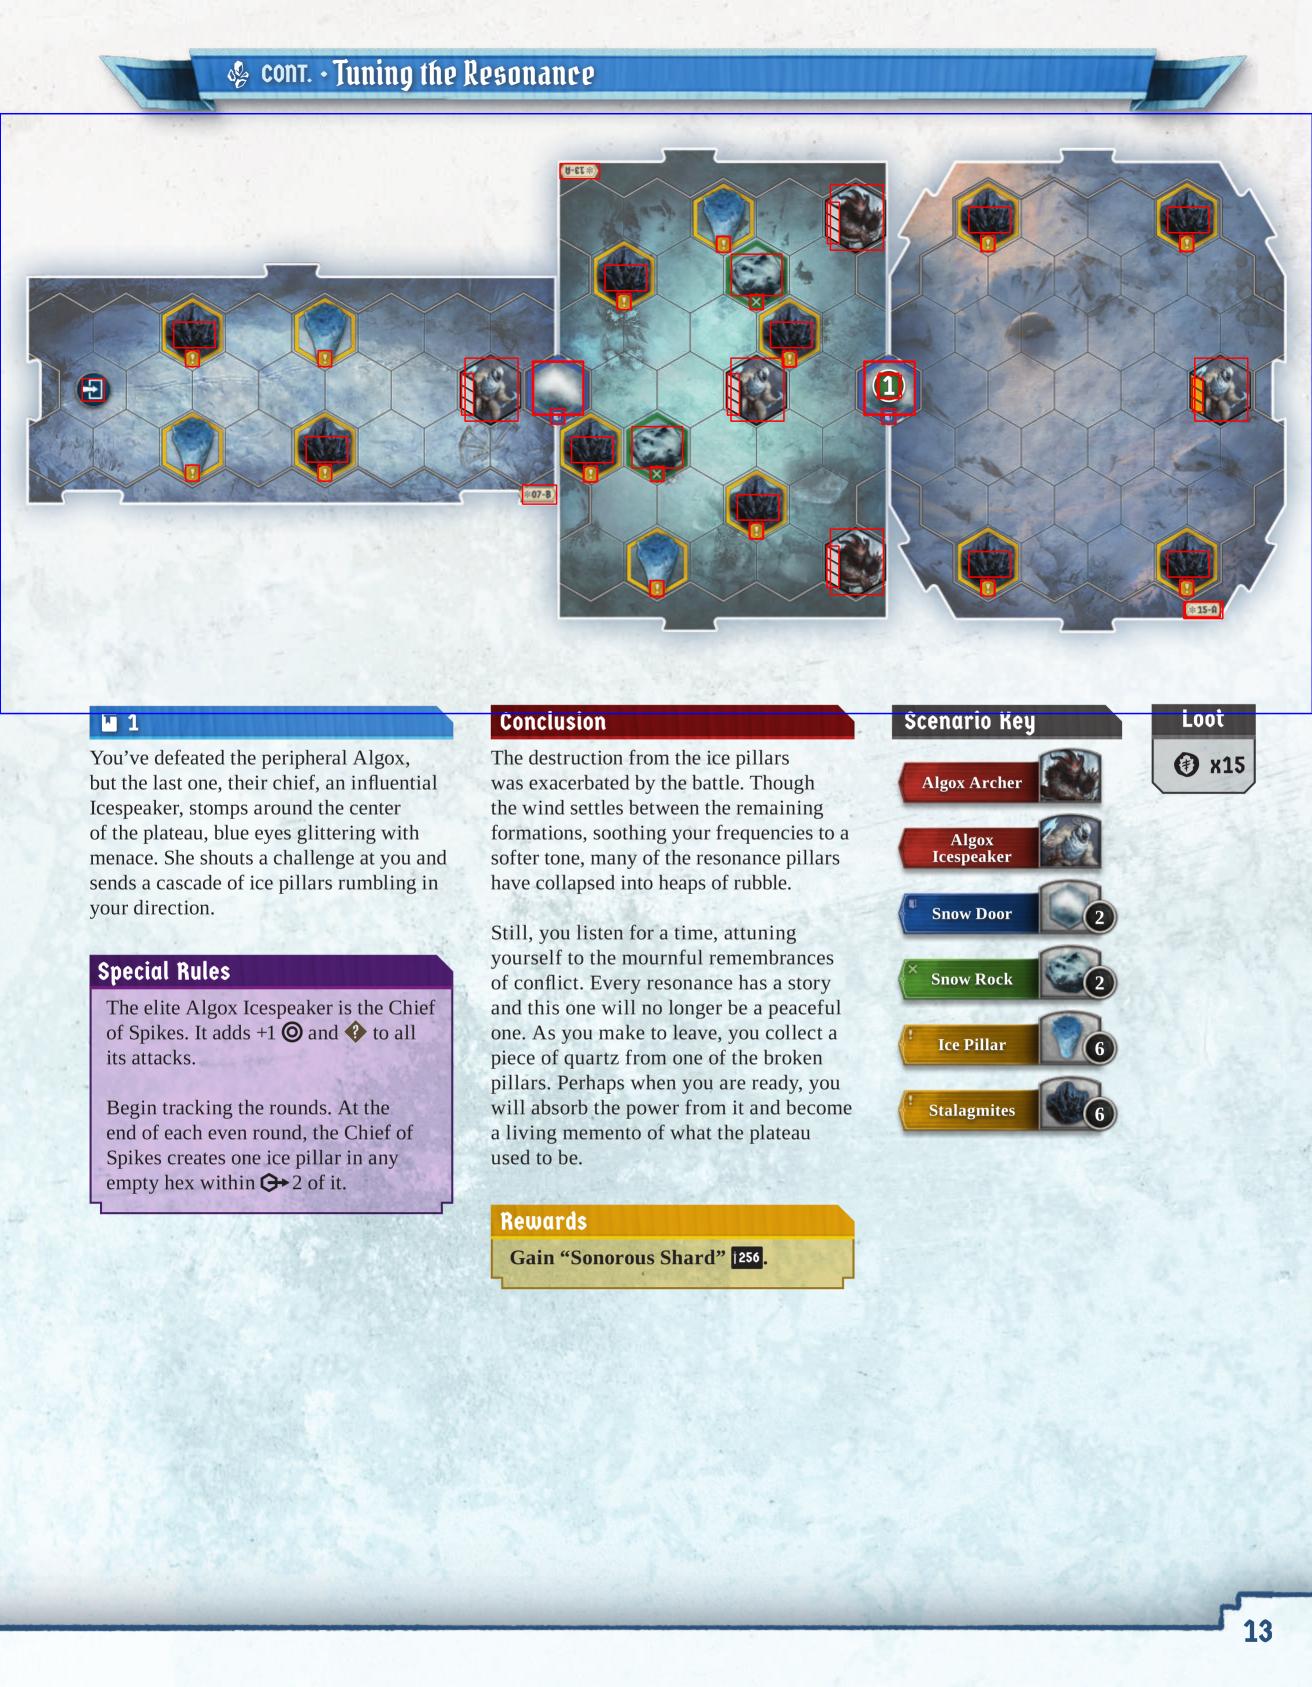 CONT. · Tuning the Resonance
13-A
1
07-B
15-A
1
You’ve defeated the peripheral Algox,
but the last one, their chief, an influential
Icespeaker, stomps around the center
of the plateau, blue eyes glittering with
menace. She shouts a challenge at you and
sends a cascade of ice pillars rumbling in
your direction.
Special Rules
The elite Algox Icespeaker is the Chief
of Spikes. It adds +1 and ? to all
its attacks.
Begin tracking the rounds. At the
end of each even round, the Chief of
Spikes creates one ice pillar in any
empty hex within 2 of it.
Conclusion
The destruction from the ice pillars
was exacerbated by the battle. Though
the wind settles between the remaining
formations, soothing your frequencies to a
softer tone, many of the resonance pillars
have collapsed into heaps of rubble.
Still, you listen for a time, attuning
yourself to the mournful remembrances
of conflict. Every resonance has a story
and this one will no longer be a peaceful
one. As you make to leave, you collect a
piece of quartz from one of the broken
pillars. Perhaps when you are ready, you
will absorb the power from it and become
a living memento of what the plateau
used to be.
Rewards
Gain “Sonorous Shard” 256.
Scenario Key
Algox Archer
Algox
Icespeaker
Snow Door 2
Snow Rock 2
Ice Pillar 6
Stalagmites 6
Loot
x15
13